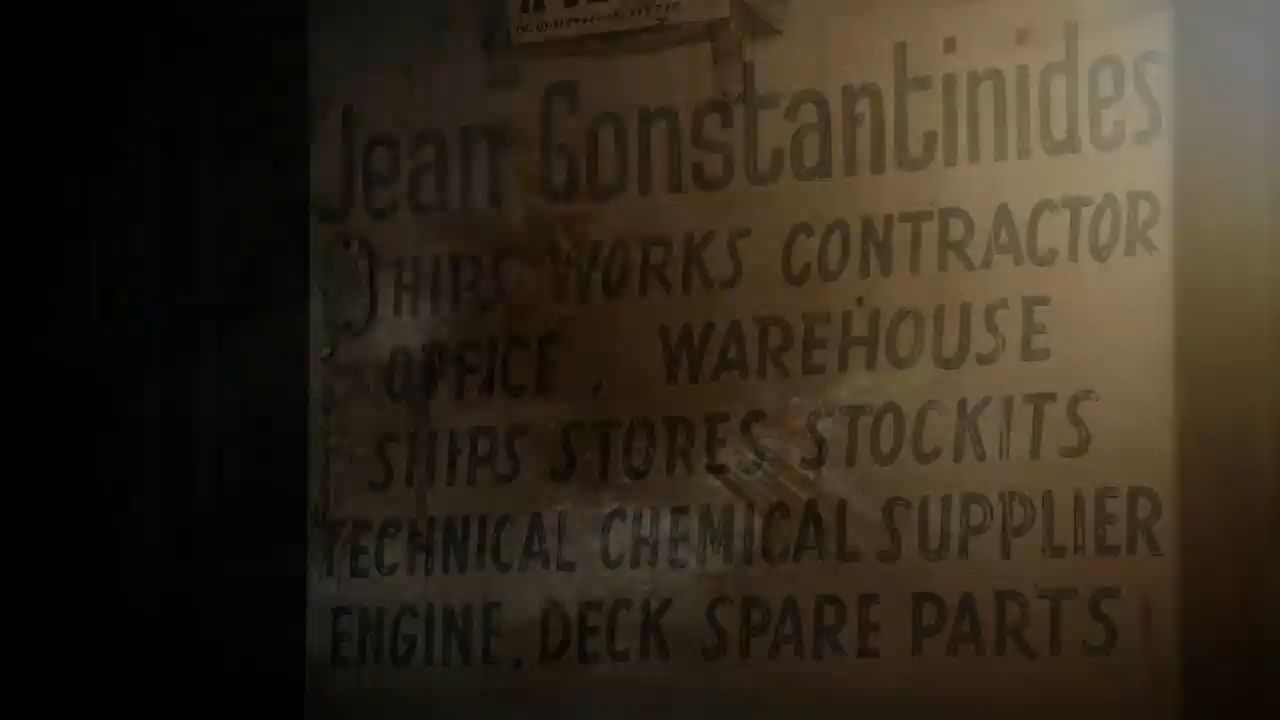 Jean Constantinides
SHIPS WORKS CONTRACTOR
OFFICE, WAREHOUSE
SHIPS STORES STOCKITS
TECHNICAL CHEMICAL SUPPLIER
ENGINE, DECK SPARE PARTS